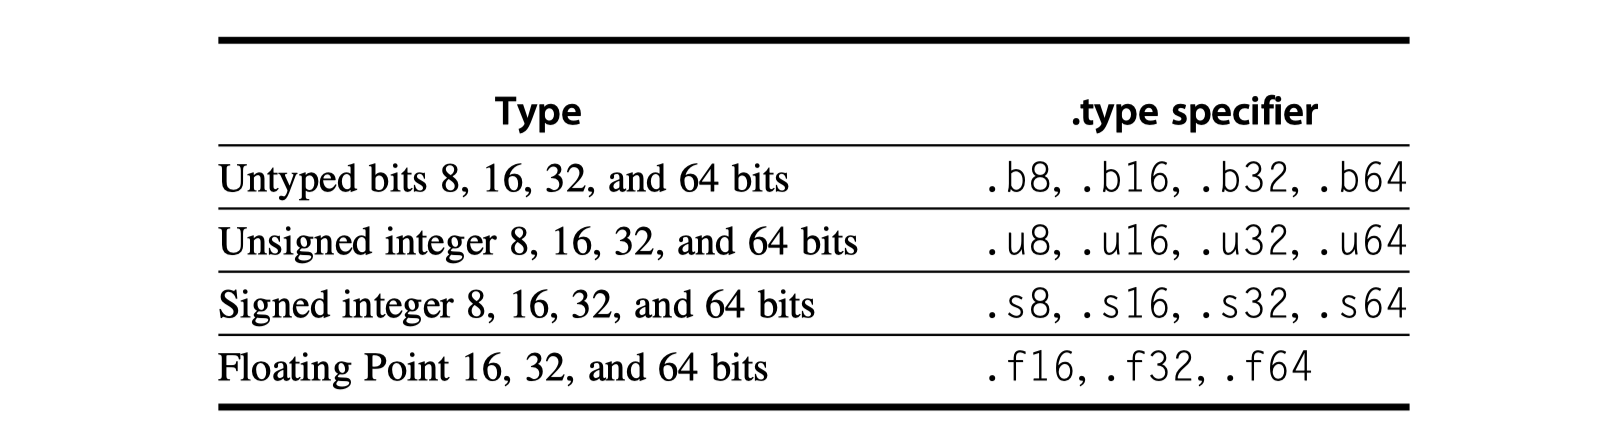 Type .type specifier
Untyped bits 8, 16, 32, and 64 bits .b8, .b16, .b32, .b64
Unsigned integer 8, 16, 32, and 64 bits .u8, .u16, .u32, .u64
Signed integer 8, 16, 32, and 64 bits .s8, .s16, .s32, .s64
Floating Point 16, 32, and 64 bits .f16, .f32, .f64